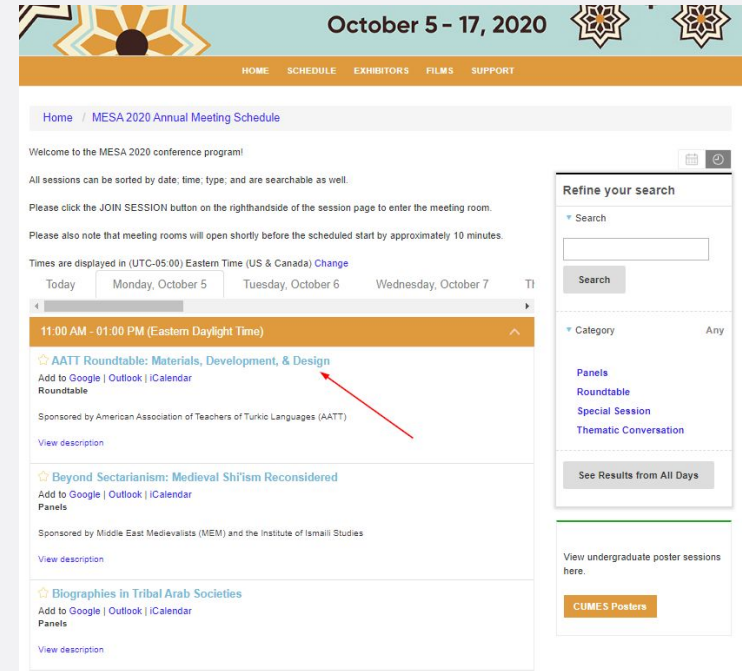 October 5 - 17, 2020
HOME SCHEDULE EXHIBITORS FILMS SUPPORT
Home / MESA 2020 Annual Meeting Schedule
Welcome to the MESA 2020 conference program!
All sessions can be sorted by date; time; type; and are searchable as well.
Please click the JOIN SESSION button on the righthandside of the session page to enter the meeting room.
Please also note that meeting rooms will open shortly before the scheduled start by approximately 10 minutes.
Times are displayed in (UTC-05:00) Eastern Time (US & Canada) Change
Today Monday, October 5 Tuesday, October 6 Wednesday, October 7 Th
11:00 AM - 01:00 PM (Eastern Daylight Time)
AATT Roundtable: Materials, Development, & Design
Add to Google | Outlook | iCalendar
Roundtable
Sponsored by American Association of Teachers of Turkic Languages (AATT)
View description
Beyond Sectarianism: Medieval Shi'ism Reconsidered
Add to Google | Outlook | iCalendar
Panels
Sponsored by Middle East Medievalists (MEM) and the Institute of Ismaili Studies
View description
Biographies in Tribal Arab Societies
Add to Google | Outlook | iCalendar
Panels
View description
Refine your search
Search
Search
Category Any
Panels
Roundtable
Special Session
Thematic Conversation
See Results from All Days
View undergraduate poster sessions
here.
CUMES Posters